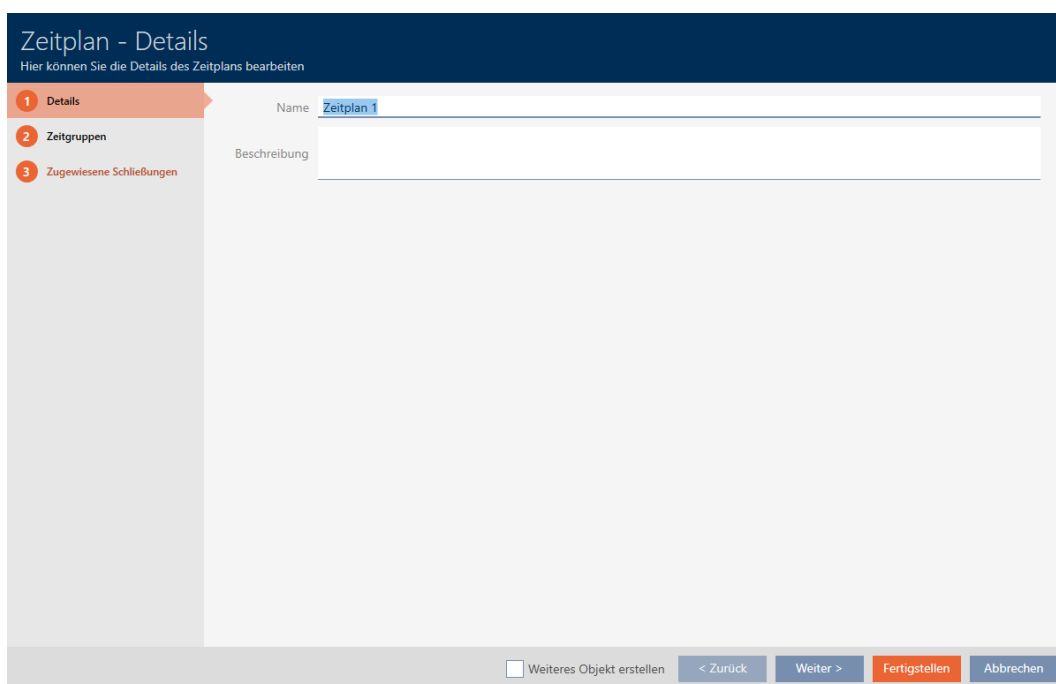 Zeitplan - Details
Hier können Sie die Details des Zeitplans bearbeiten
1 Details
2 Zeitgruppen
3 Zugewiesene Schließungen
Name Zeitplan 1
Beschreibung
Weiteres Objekt erstellen < Zurück Weiter > Fertigstellen Abbrechen